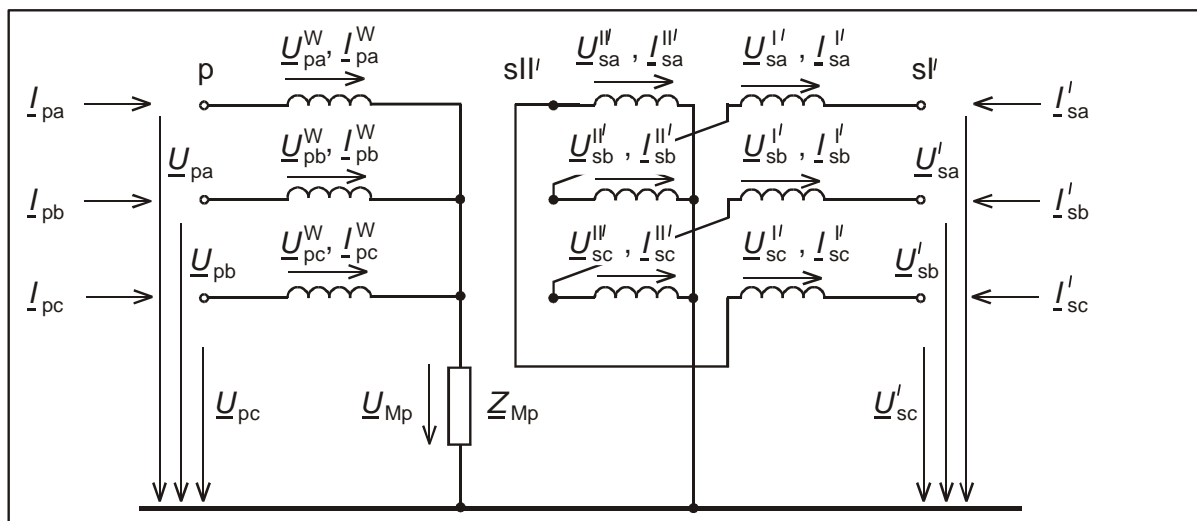 U^W_pa, I^W_pa U^II/_sa, I^II/_sa U^I/_sa, I^I/_sa
p sII/ sI/
I_pa I/_sa
U_pa U^W_pb, I^W_pb U^II/_sb, I^II/_sb U^I/_sb, I^I/_sb U/_sa
I_pb I/_sb
U_pb U^W_pc, I^W_pc U^II/_sc, I^II/_sc U^I/_sc, I^I/_sc U/_sb
I_pc I/_sc
U_pc U_Mp Z_Mp U/_sc